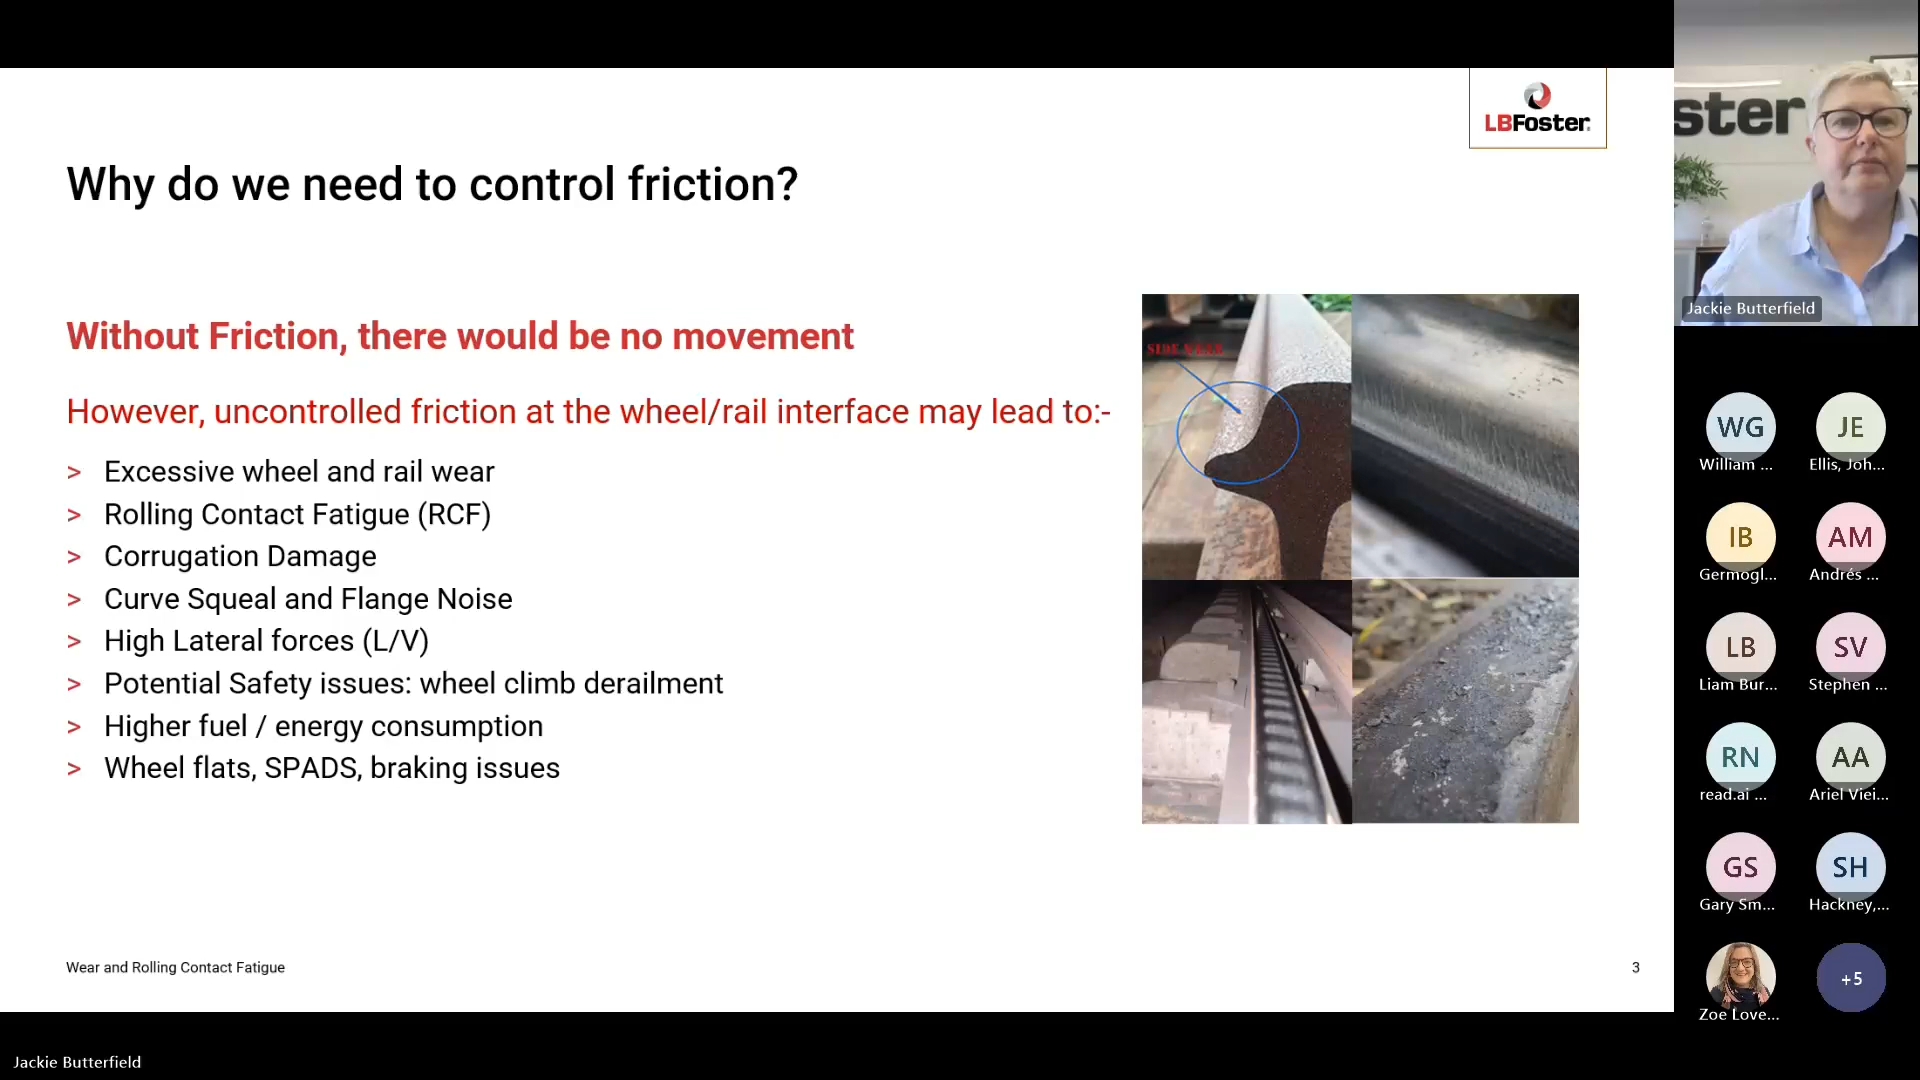 LBFoster
Why do we need to control friction?
Without Friction, there would be no movement
However, uncontrolled friction at the wheel/rail interface may lead to:-
> Excessive wheel and rail wear
> Rolling Contact Fatigue (RCF)
> Corrugation Damage
> Curve Squeal and Flange Noise
> High Lateral forces (L/V)
> Potential Safety issues: wheel climb derailment
> Higher fuel / energy consumption
> Wheel flats, SPADS, braking issues
SIDE WEAR
Wear and Rolling Contact Fatigue
3
ster
Jackie Butterfield
WG
William ...
JE
Ellis, Joh...
IB
Germogl...
AM
Andrés ...
LB
Liam Bur...
SV
Stephen ...
RN
read.ai ...
AA
Ariel Viei...
GS
Gary Sm...
SH
Hackney,...
Zoe Love...
+5
Jackie Butterfield